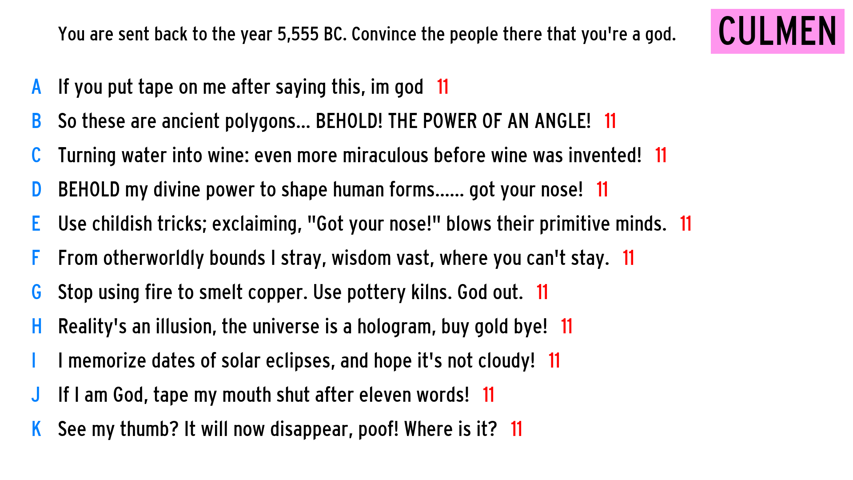 You are sent back to the year 5,555 BC. Convince the people there that you're a god.
CULMEN
A If you put tape on me after saying this, im god 11
B So these are ancient polygons... BEHOLD! THE POWER OF AN ANGLE! 11
C Turning water into wine: even more miraculous before wine was invented! 11
D BEHOLD my divine power to shape human forms...... got your nose! 11
E Use childish tricks; exclaiming, "Got your nose!" blows their primitive minds. 11
F From otherworldly bounds I stray, wisdom vast, where you can't stay. 11
G Stop using fire to smelt copper. Use pottery kilns. God out. 11
H Reality's an illusion, the universe is a hologram, buy gold bye! 11
I I memorize dates of solar eclipses, and hope it's not cloudy! 11
J If I am God, tape my mouth shut after eleven words! 11
K See my thumb? It will now disappear, poof! Where is it? 11